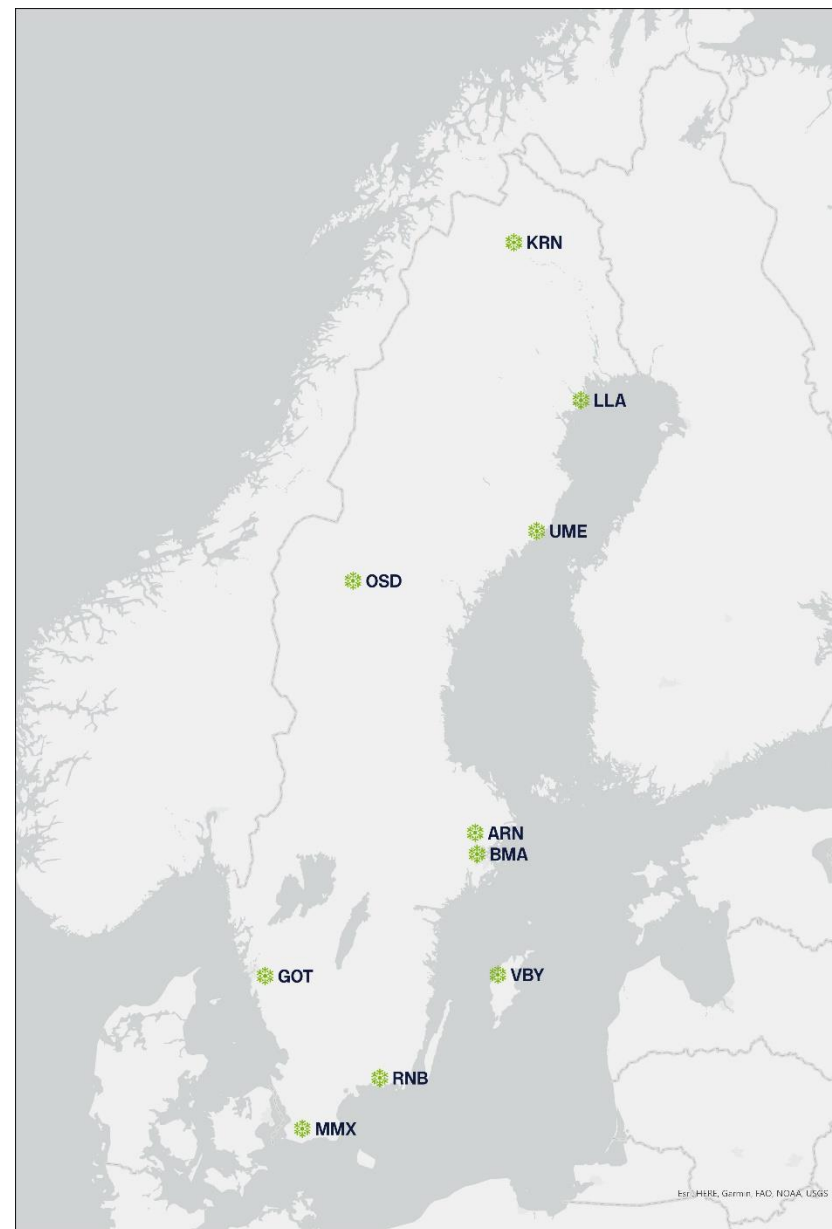 KRN
LLA
UME
OSD
ARN
BMA
GOT
VBY
RNB
MMX
Esri, HERE, Garmin, FAO, NOAA, USGS